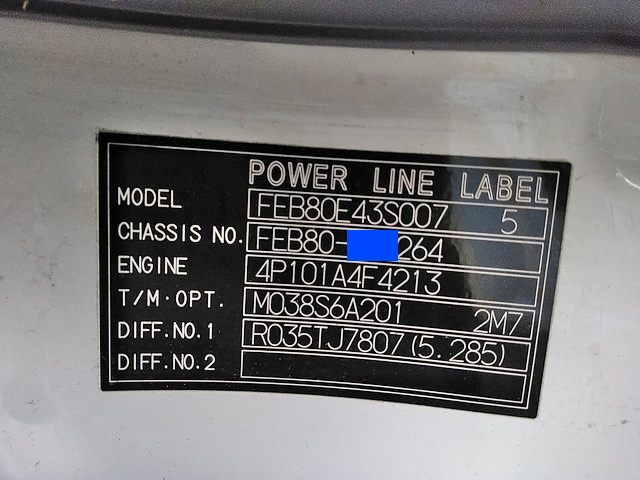 POWER LINE LABEL
MODEL FEB80E43S007 5
CHASSIS NO. FEB80- 264
ENGINE 4P101A4F4213
T/M·OPT. M038S6A201 2M7
DIFF.NO.1 R035TJ7807(5.285)
DIFF.NO.2